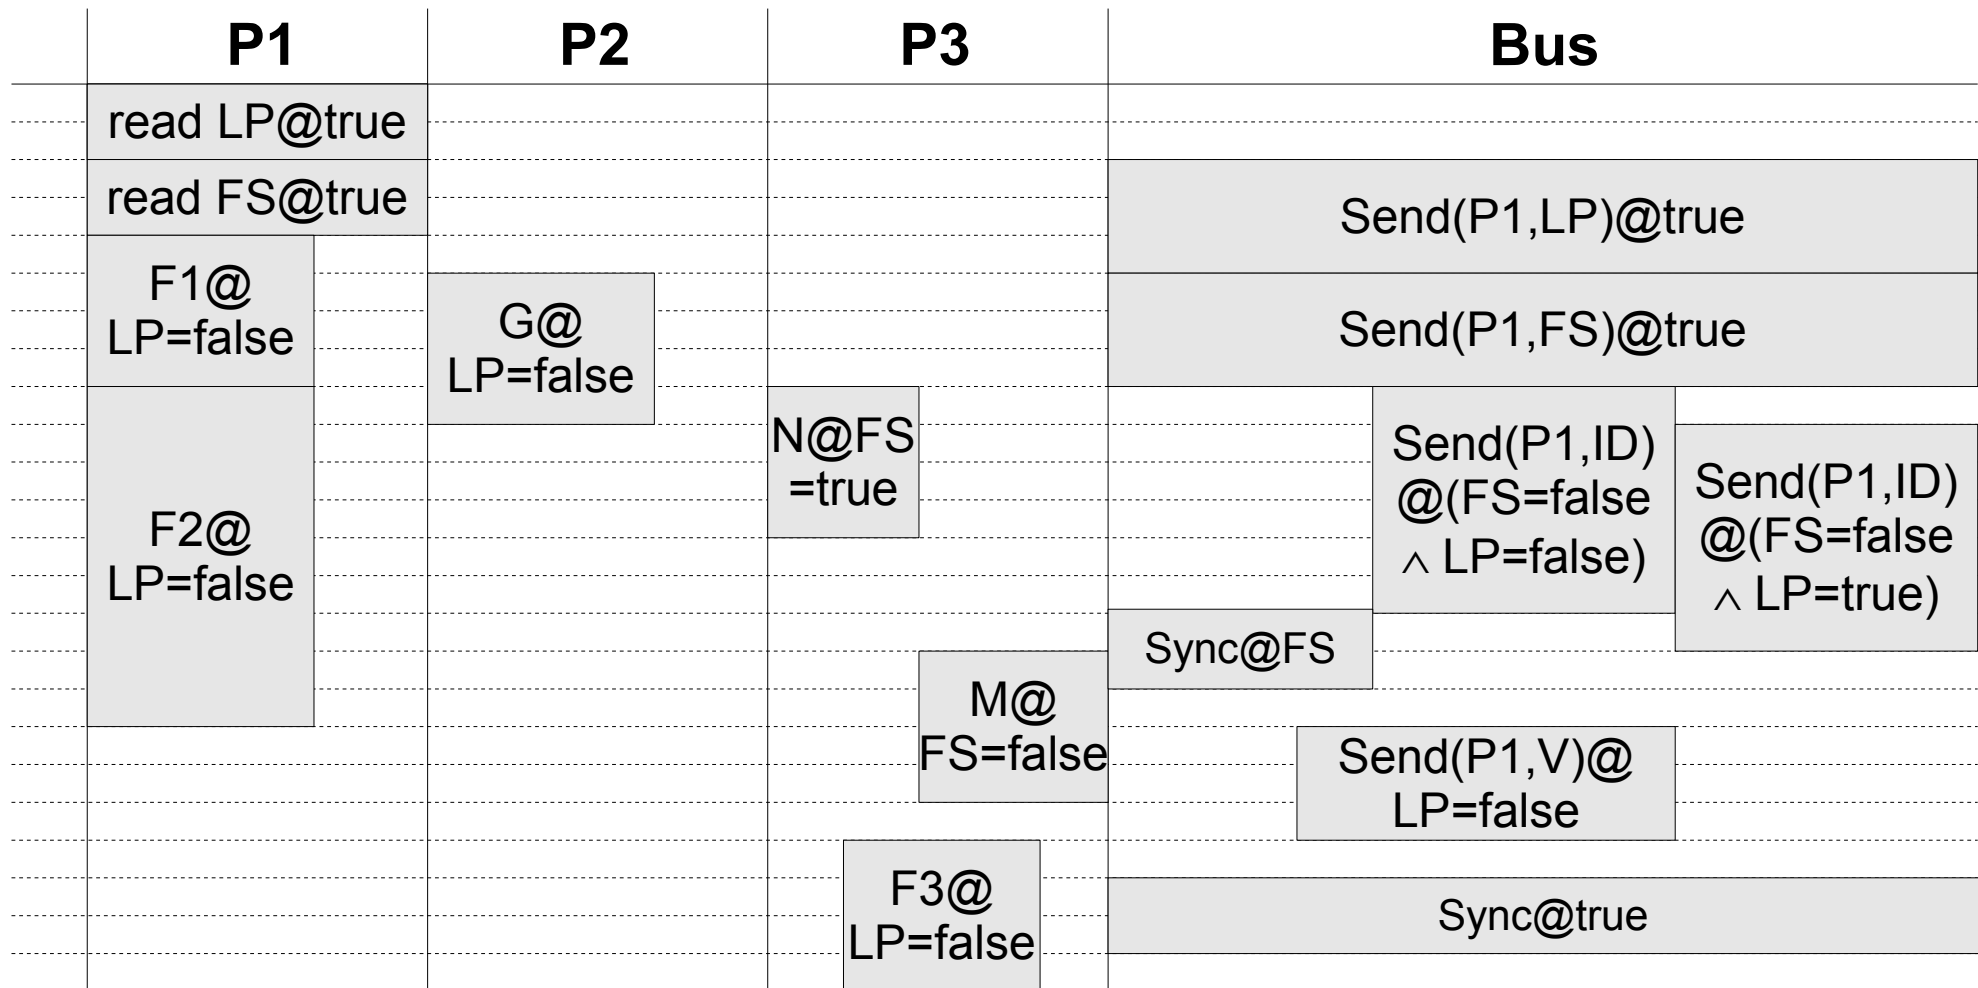 P1
P2
P3
Bus
read LP@true
read FS@true
Send(P1,LP)@true
F1@
LP=false
G@
LP=false
Send(P1,FS)@true
F2@
LP=false
N@FS
=true
Send(P1,ID)
@(FS=false
∧ LP=false)
Send(P1,ID)
@(FS=false
∧ LP=true)
Sync@FS
M@
FS=false
Send(P1,V)@
LP=false
F3@
LP=false
Sync@true